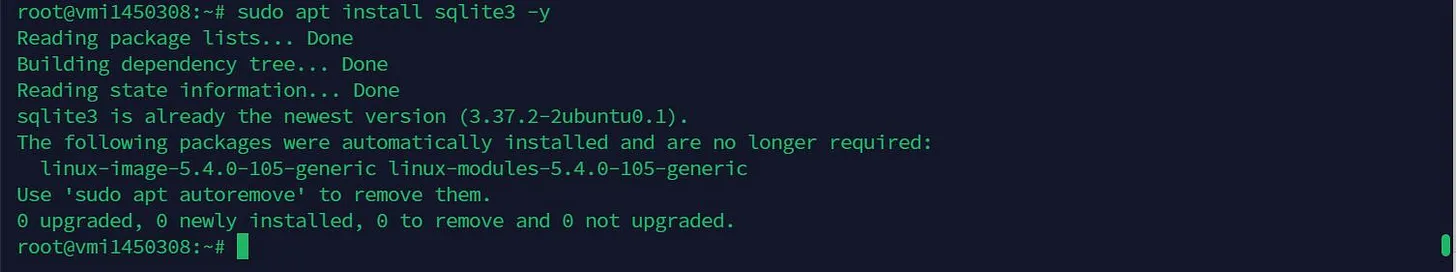 root@vmi1450308:~# sudo apt install sqlite3 -y
Reading package lists... Done
Building dependency tree... Done
Reading state information... Done
sqlite3 is already the newest version (3.37.2-2ubuntu0.1).
The following packages were automatically installed and are no longer required:
  linux-image-5.4.0-105-generic linux-modules-5.4.0-105-generic
Use 'sudo apt autoremove' to remove them.
0 upgraded, 0 newly installed, 0 to remove and 0 not upgraded.
root@vmi1450308:~#